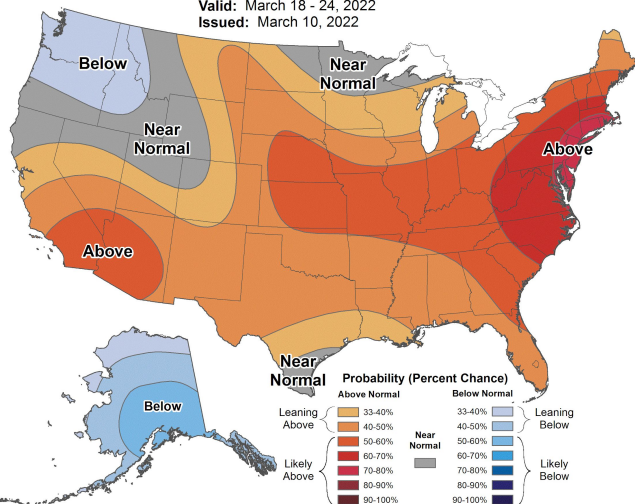 Valid: March 18 - 24, 2022
Issued: March 10, 2022
Below
Near
Normal
Near
Normal
Above
Above
Near
Normal
Below
Probability (Percent Chance)
Above Normal
Below Normal
Leaning
Above
33-40%
40-50%
Likely
Above
50-60%
60-70%
70-80%
80-90%
90-100%
Near
Normal
33-40%
40-50%
Leaning
Below
50-60%
60-70%
70-80%
80-90%
90-100%
Likely
Below